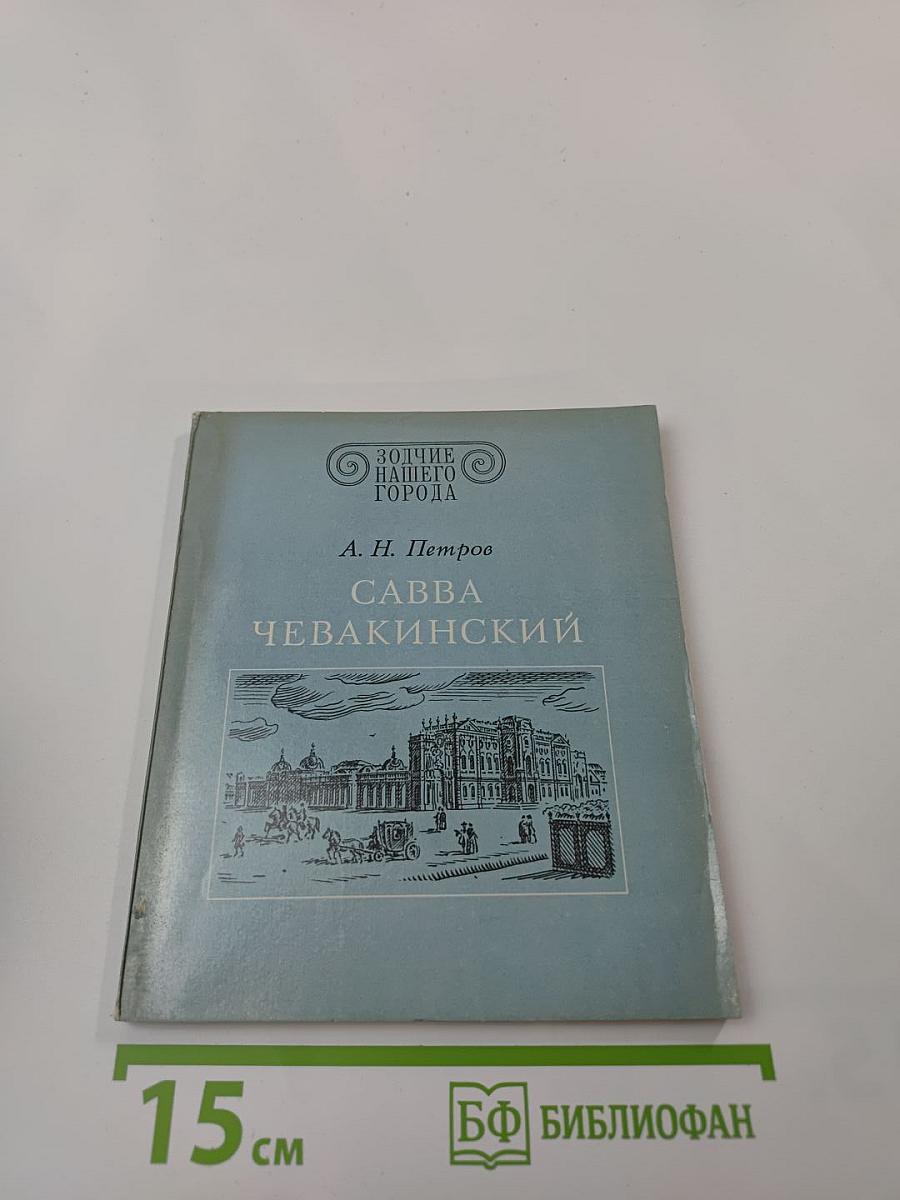 ЗОДЧИЕ
НАШЕГО
ГОРОДА
А. Н. Петров
САВВА
ЧЕВАКИНСКИЙ
15 см
БФ БИБЛИОФАН